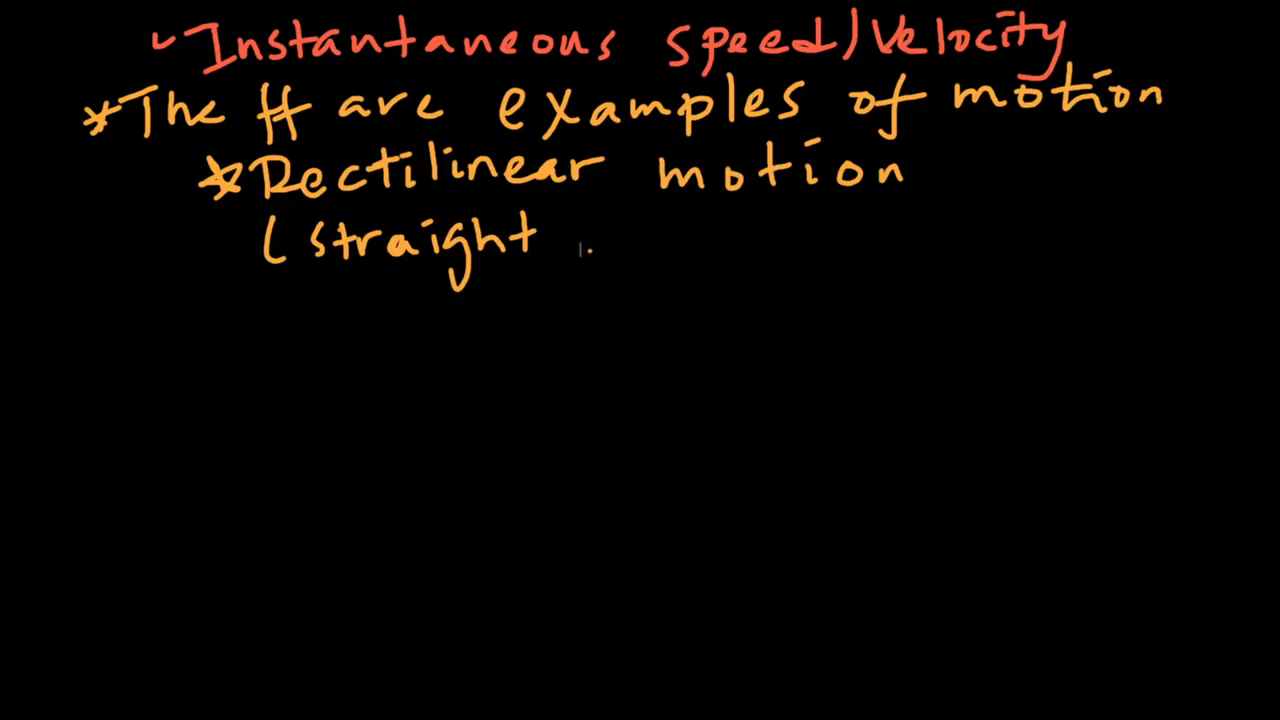 ✓Instantaneous speed/Velocity
*The ff are examples of motion
*Rectilinear motion
(straight